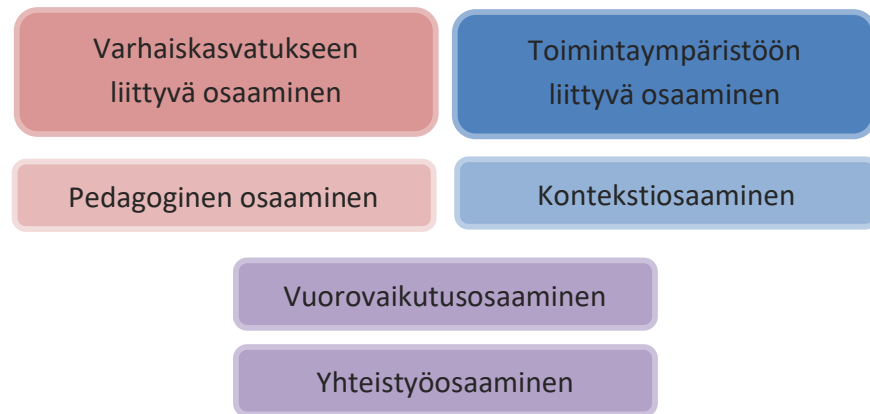 Varhaiskasvatukseen
liittyvä osaaminen
Toimintaympäristöön
liittyvä osaaminen
Pedagoginen osaaminen
Kontekstiosaaminen
Vuorovaikutusosaaminen
Yhteistyöosaaminen